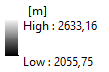 [m]
High : 2633,16
Low : 2055,75